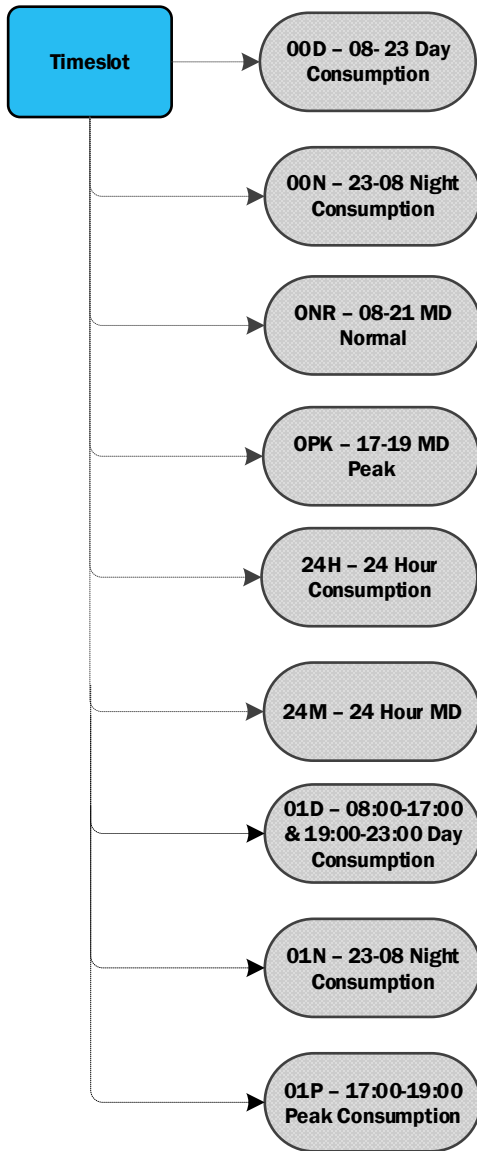 Timeslot
00D – 08- 23 Day
Consumption
00N – 23-08 Night
Consumption
ONR – 08-21 MD
Normal
OPK – 17-19 MD
Peak
24H – 24 Hour
Consumption
24M – 24 Hour MD
01D – 08:00-17:00
& 19:00-23:00 Day
Consumption
01N – 23-08 Night
Consumption
01P – 17:00-19:00
Peak Consumption